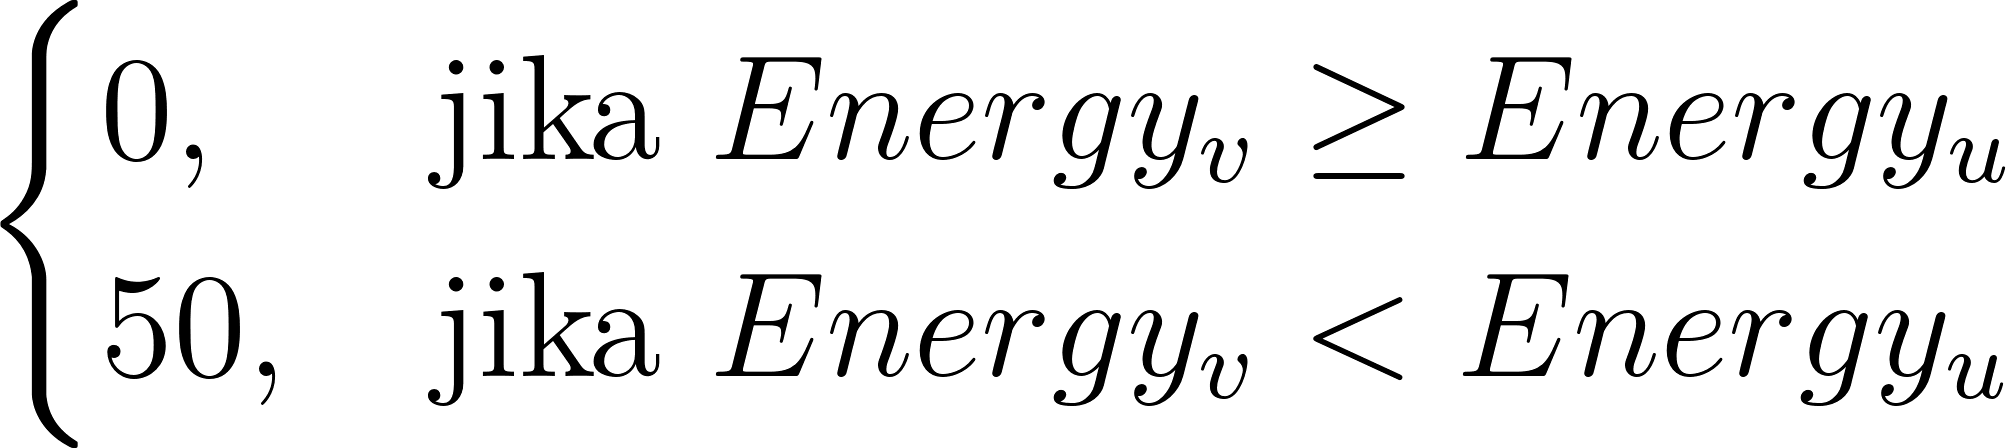 0, jika Energy_v ≥ Energy_u
50, jika Energy_v < Energy_u